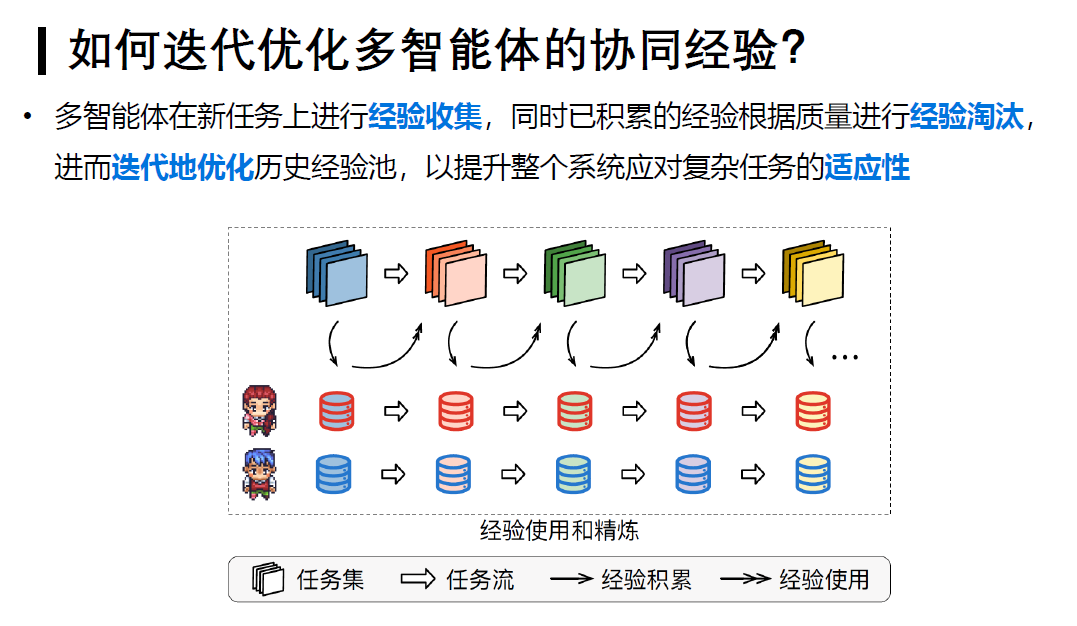 如何迭代优化多智能体的协同经验?
• 多智能体在新任务上进行经验收集，同时已积累的经验根据质量进行经验淘汰，
进而迭代地优化历史经验池，以提升整个系统应对复杂任务的适应性
...
经验使用和精炼
任务集 任务流 经验积累 经验使用